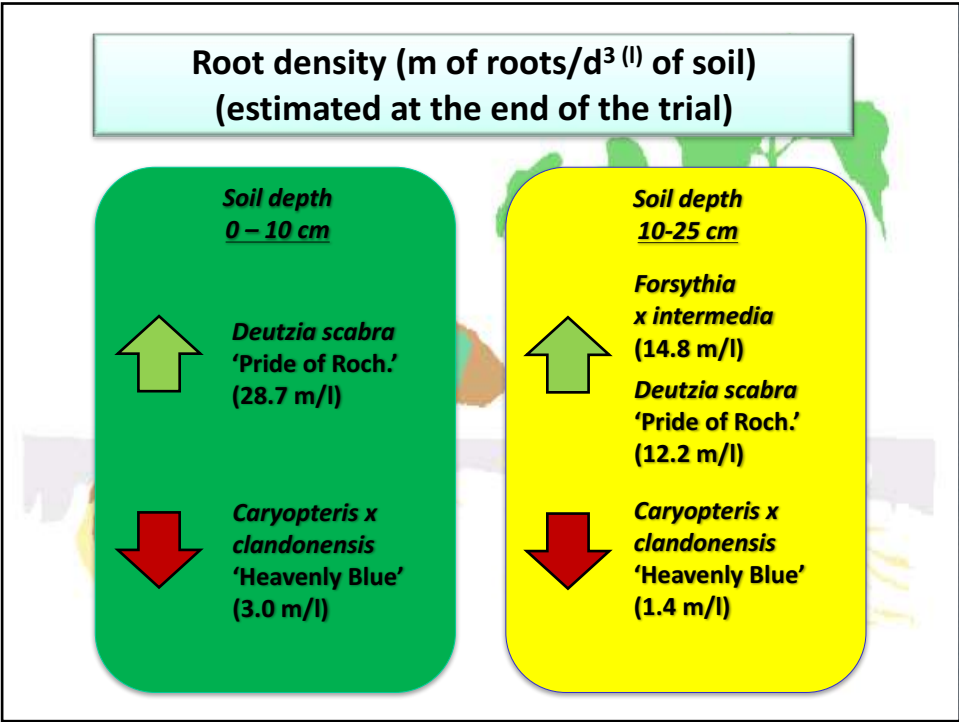 Root density (m of roots/d³ ⁽ˡ⁾ of soil)
(estimated at the end of the trial)
Soil depth
0 – 10 cm
Deutzia scabra
‘Pride of Roch.’
(28.7 m/l)
Caryopteris x
clandonensis
‘Heavenly Blue’
(3.0 m/l)
Soil depth
10-25 cm
Forsythia
x intermedia
(14.8 m/l)
Deutzia scabra
‘Pride of Roch.’
(12.2 m/l)
Caryopteris x
clandonensis
‘Heavenly Blue’
(1.4 m/l)